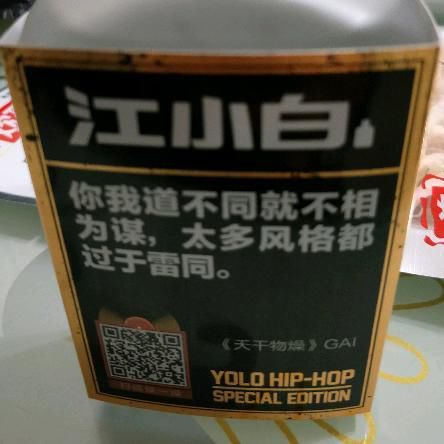 江小白
你我道不同就不相
为谋，太多风格都
过于雷同。
《天干物燥》GAI
YOLO HIP-HOP
SPECIAL EDITION